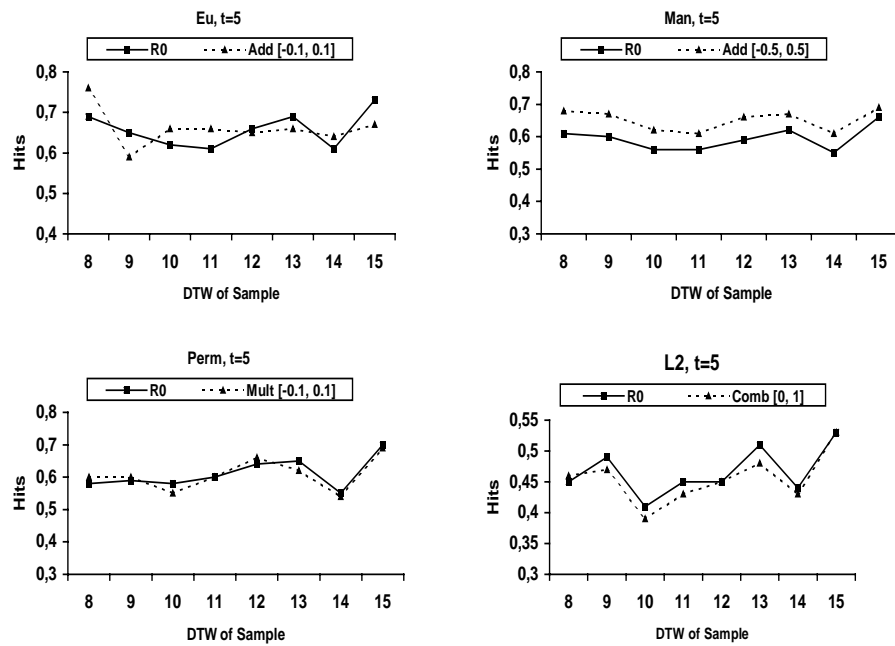 Eu, t=5
R0 Add [-0.1, 0.1]
0,8
0,7
0,6
0,5
0,4
Hits
8 9 10 11 12 13 14 15
DTW of Sample
Man, t=5
R0 Add [-0.5, 0.5]
0,8
0,7
0,6
0,5
0,4
0,3
Hits
8 9 10 11 12 13 14 15
DTW of Sample
Perm, t=5
R0 Mult [-0.1, 0.1]
0,8
0,7
0,6
0,5
0,4
0,3
Hits
8 9 10 11 12 13 14 15
DTW of Sample
L2, t=5
R0 Comb [0, 1]
0,55
0,5
0,45
0,4
0,35
0,3
Hits
8 9 10 11 12 13 14 15
DTW of Sample